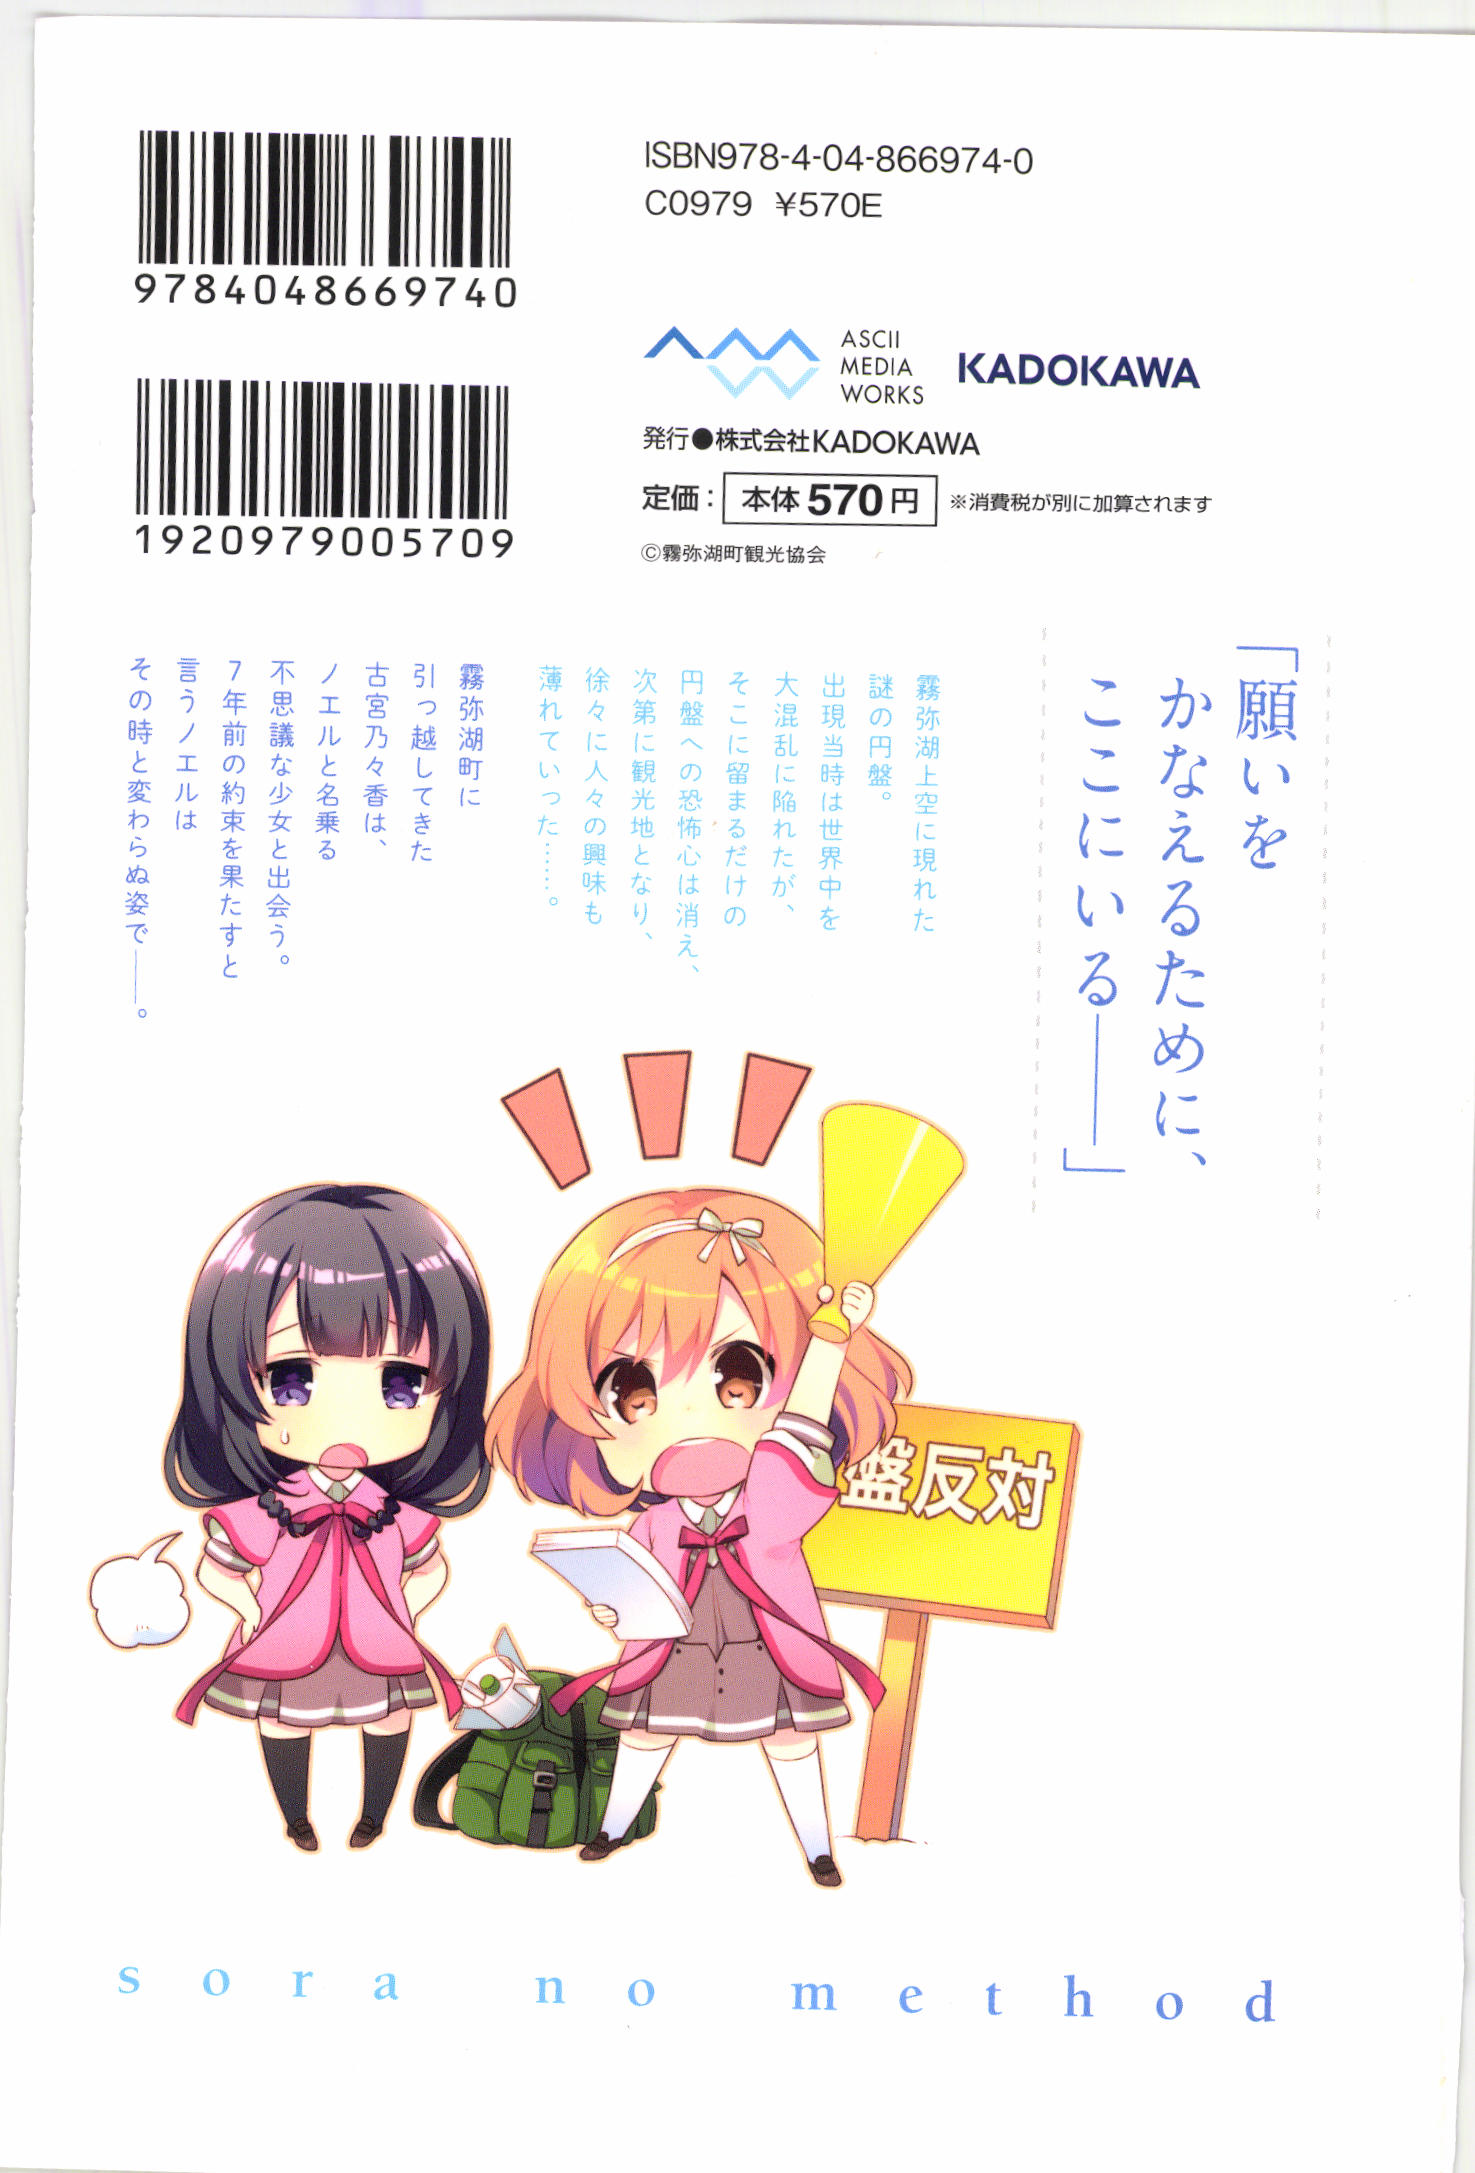 9784048669740
1920979005709
ISBN978-4-04-866974-0
C0979 ¥570E
ASCII
MEDIA
WORKS
KADOKAWA
発行●株式会社KADOKAWA
定価：本体570円 ※消費税が別に加算されます
©霧弥湖町観光協会
「願いを
かなえるために、
ここにいる――」
霧弥湖上空に現れた
謎の円盤。
出現当時は世界中を
大混乱に陥れたが、
そこに留まるだけの
円盤への恐怖心は消え、
次第に観光地となり、
徐々に人々の興味も
薄れていった……。
霧弥湖町に
引っ越してきた
古宮乃々香は、
ノエルと名乗る
不思議な少女と出会う。
7年前の約束を果たすと
言うノエルは
その時と変わらぬ姿で――。
盤反対
sora no method